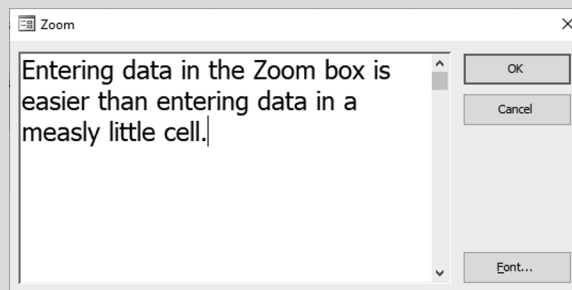 Zoom
Entering data in the Zoom box is
easier than entering data in a
measly little cell.
OK
Cancel
Font...